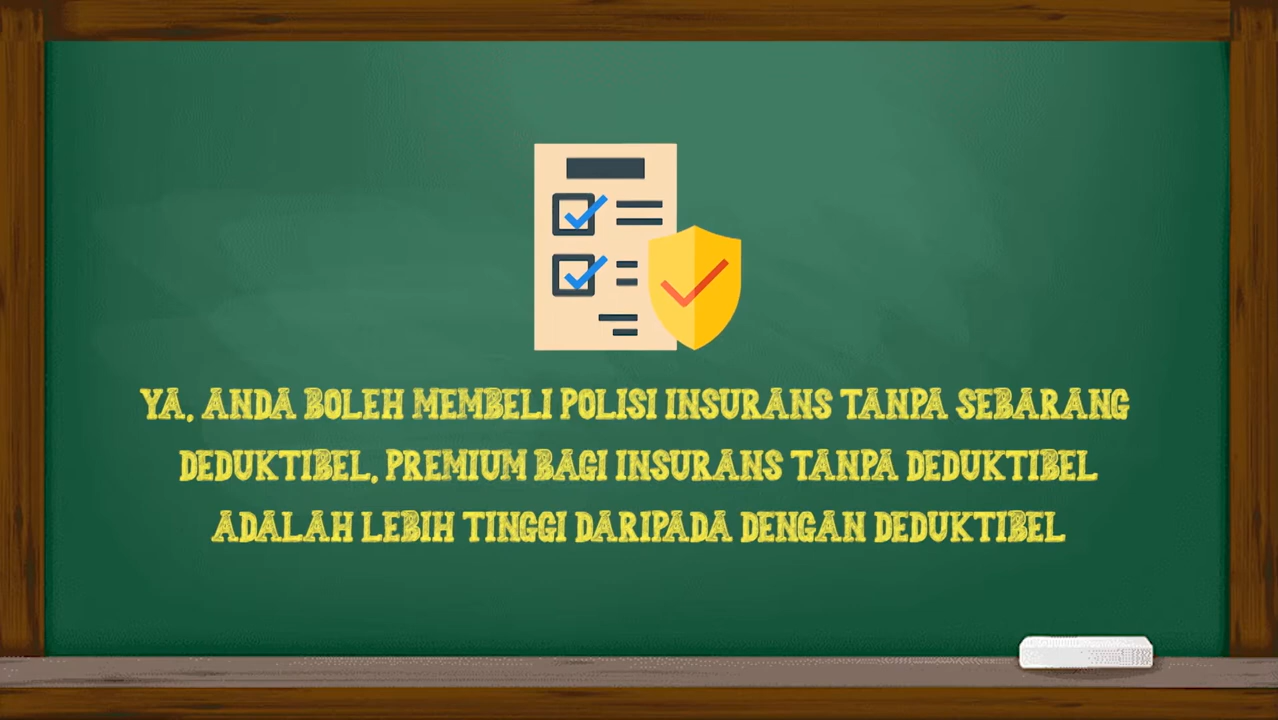 YA, ANDA BOLEH MEMBELI POLISI INSURANS TANPA SEBARANG
DEDUKTIBEL, PREMIUM BAGI INSURANS TANPA DEDUKTIBEL
ADALAH LEBIH TINGGI DARIPADA DENGAN DEDUKTIBEL